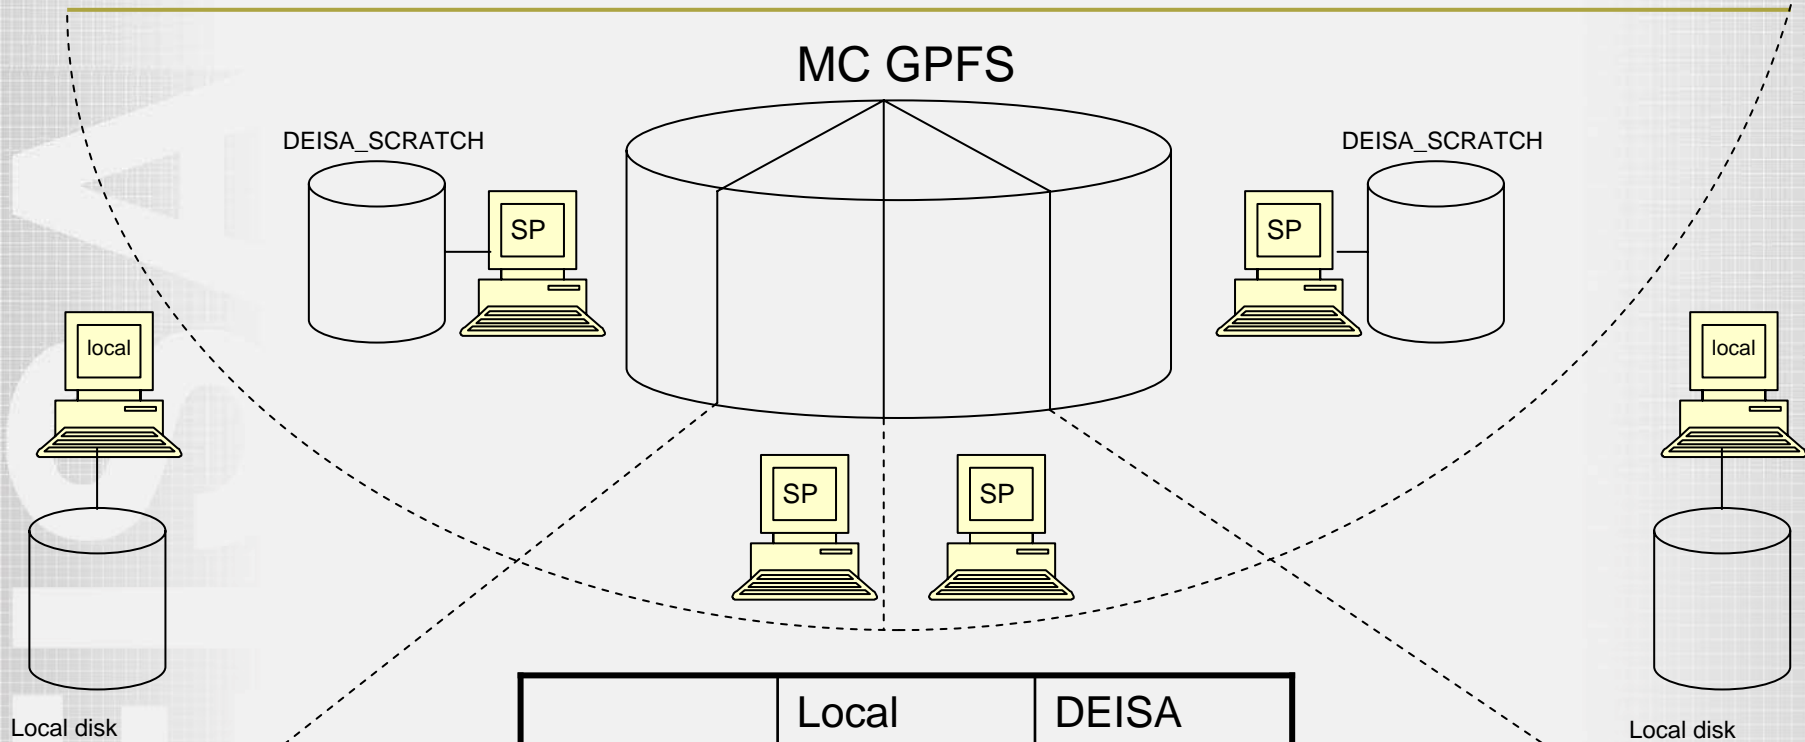 MC GPFS
DEISA_SCRATCH
DEISA_SCRATCH
SP
SP
local
local
SP
SP
Local disk
Local
DEISA
Local disk